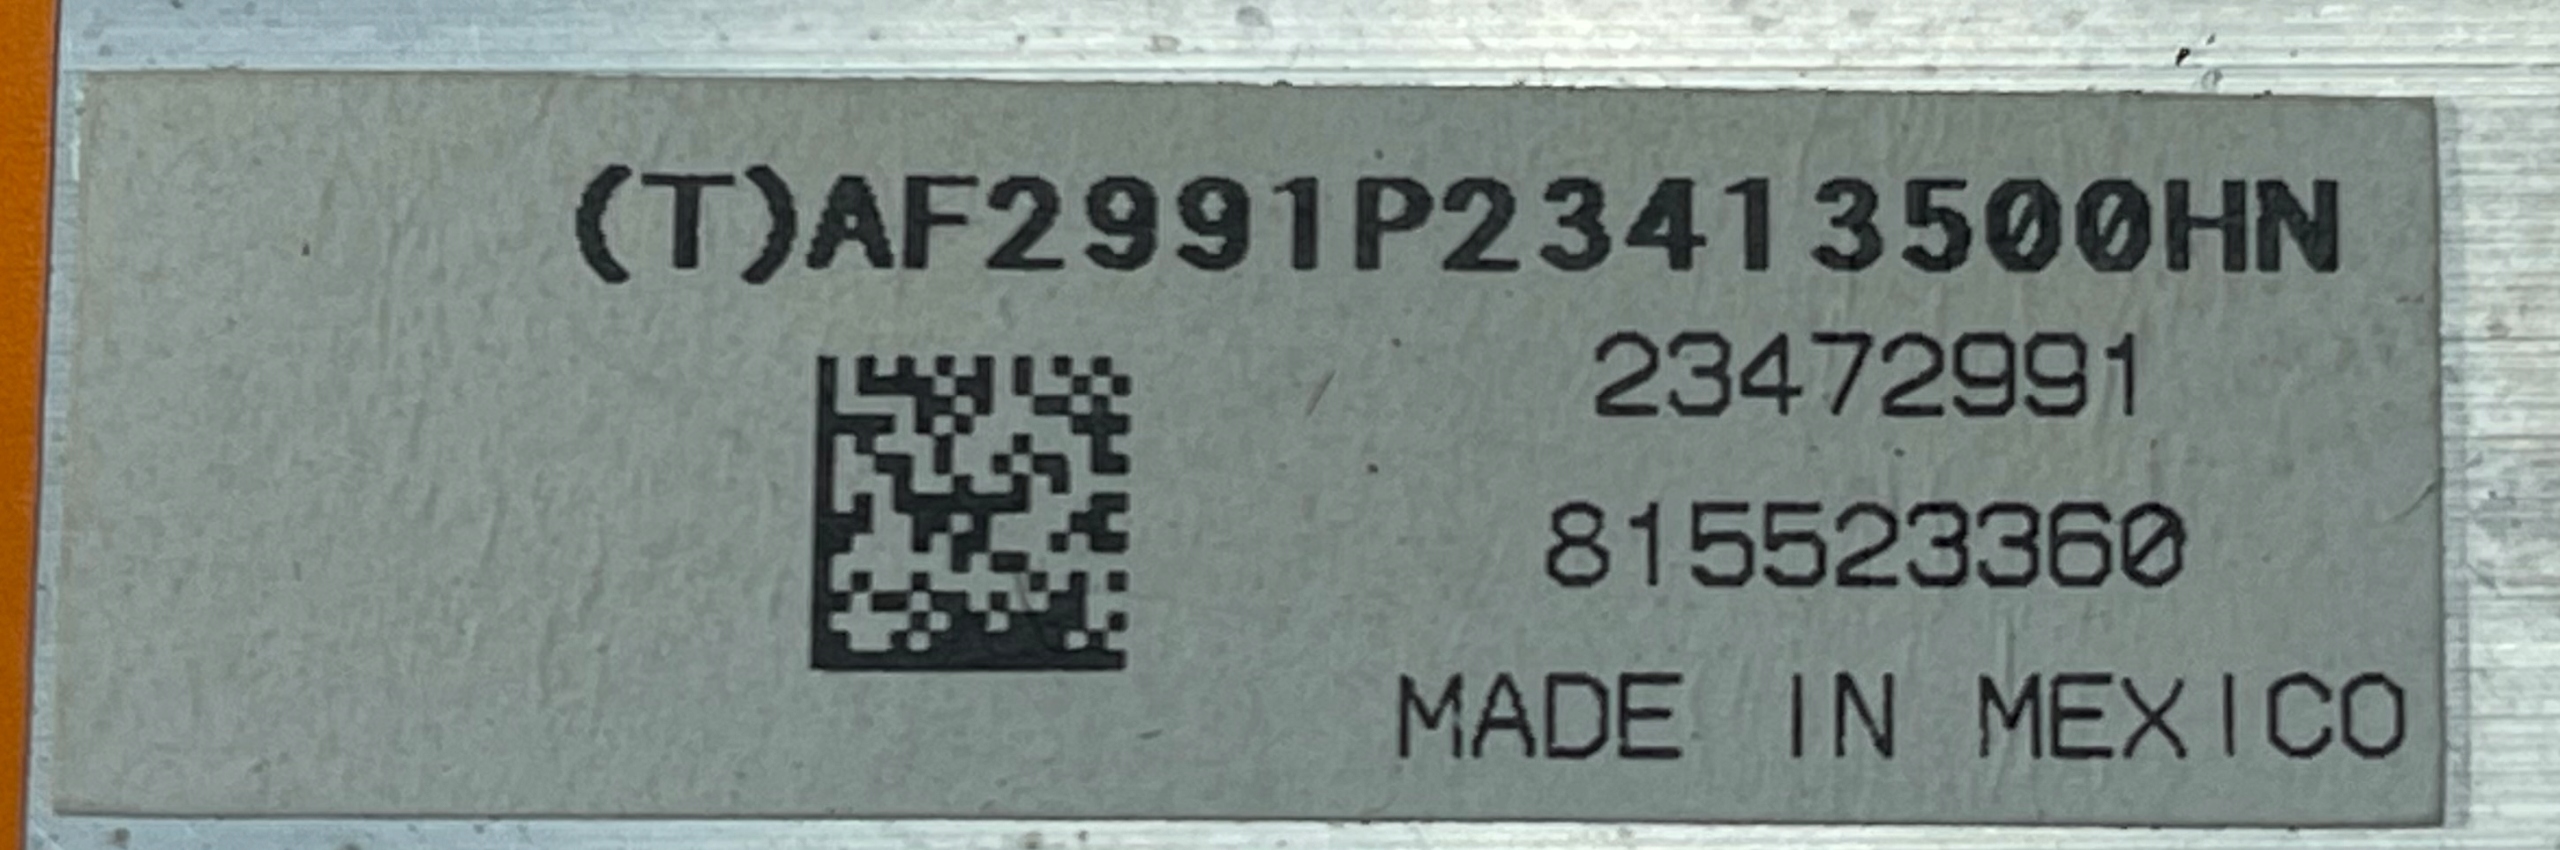 (T)AF2991P23413500HN
23472991
815523360
MADE IN MEXICO